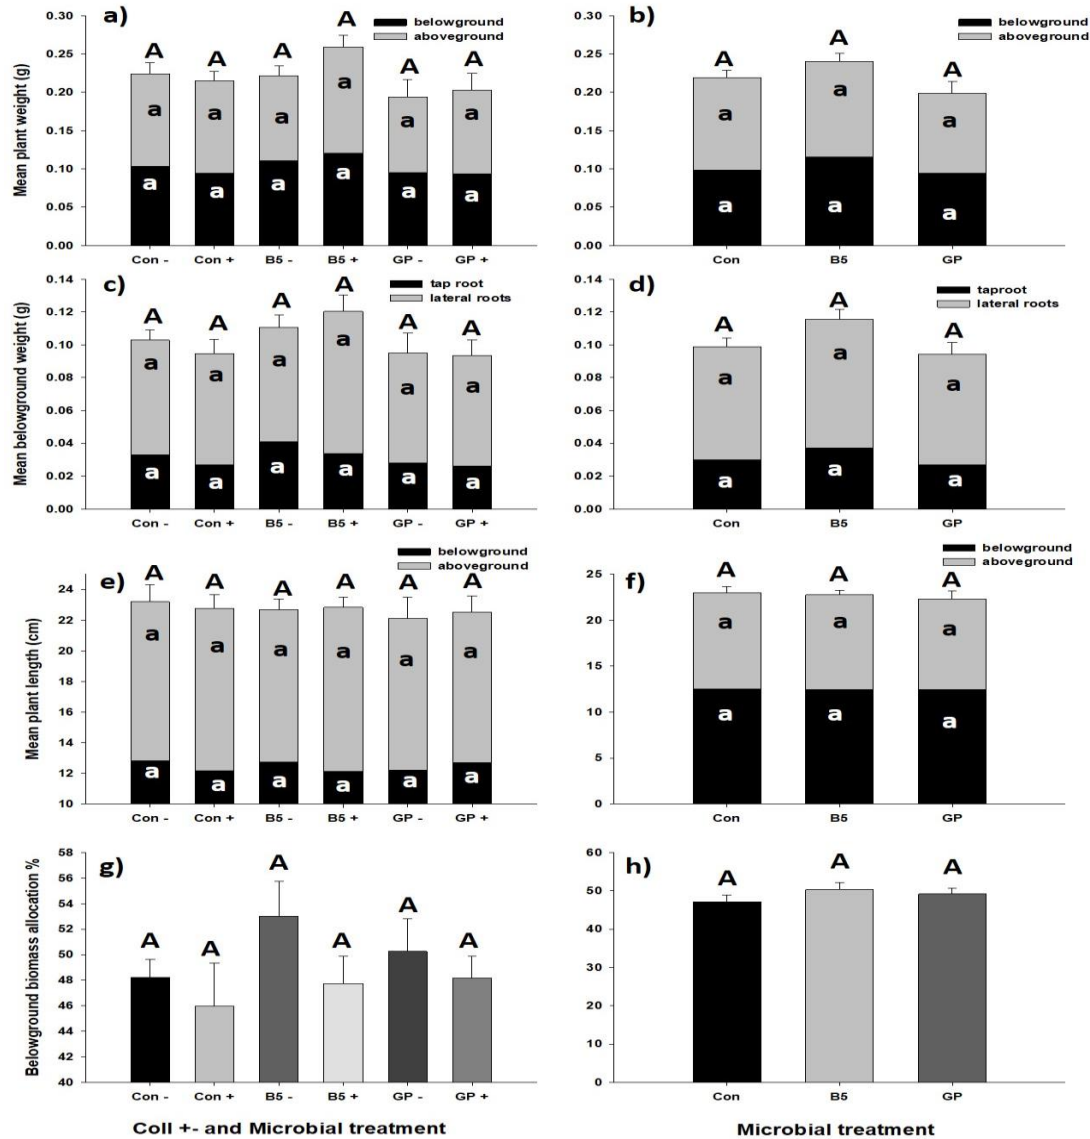 a)
belowground
aboveground
Mean plant weight (g)
0.30
0.25
0.20
0.15
0.10
0.05
0.00
A A A A A A
a a a a a a
a a a a a a
Con - Con + B5 - B5 + GP - GP +
b)
belowground
aboveground
0.30
0.25
0.20
0.15
0.10
0.05
0.00
A A A
a a a
a a a
Con B5 GP
c)
tap root
lateral roots
Mean belowground weight (g)
0.14
0.12
0.10
0.08
0.06
0.04
0.02
0.00
A A A A A A
a a a a a a
a a a a a a
Con - Con + B5 - B5 + GP - GP +
d)
taproot
lateral roots
0.14
0.12
0.10
0.08
0.06
0.04
0.02
0.00
A A A
a a a
a a a
Con B5 GP
e)
belowground
aboveground
Mean plant length (cm)
24
22
20
18
16
14
12
10
A A A A A A
a a a a a a
a a a a a a
Con - Con + B5 - B5 + GP - GP +
f)
belowground
aboveground
25
20
15
10
5
0
A A A
a a a
a a a
Con B5 GP
g)
Belowground biomass allocation %
58
56
54
52
50
48
46
44
42
40
A A A A A A
Con - Con + B5 - B5 + GP - GP +
Coll +- and Microbial treatment
h)
60
50
40
30
20
10
0
A A A
Con B5 GP
Microbial treatment